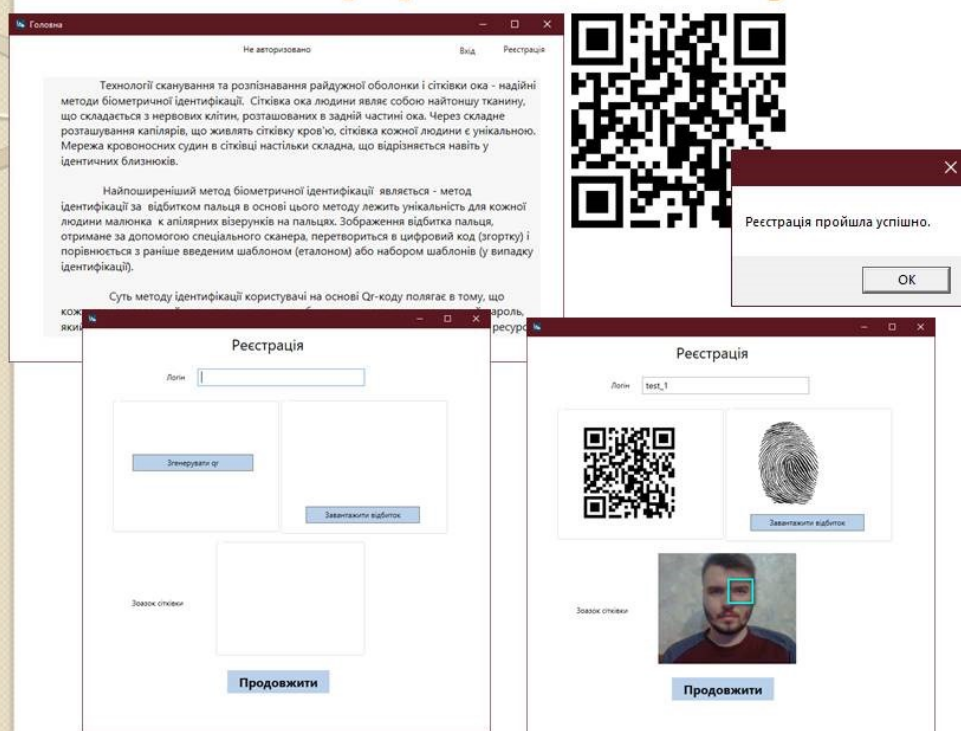 Головна
Не авторизовано
Вхід
Реєстрація
Технології сканування та розпізнавання райдужної оболонки і сітківки ока - надійні
методи біометричної ідентифікації. Сітківка ока людини являє собою найтоншу тканину,
що складається з нервових клітин, розташованих в задній частині ока. Через складне
розташування капілярів, що живлять сітківку кров'ю, сітківка кожної людини є унікальною.
Мережа кровоносних судин в сітківці настільки складна, що відрізняється навіть у
ідентичних близнюків.
Найпоширеніший метод біометричної ідентифікації являється - метод
ідентифікації за відбитком пальця в основі цього методу лежить унікальність для кожної
людини малюнка к апілярних візерунків на пальцях. Зображення відбитка пальця,
отримане за допомогою спеціального сканера, перетвориться в цифровий код (згортку) і
порівнюється з раніше введеним шаблоном (еталоном) або набором шаблонів (у випадку
ідентифікації).
Суть методу ідентифікації користувачі на основі Qr-коду полягає в тому, що
Реєстрація пройшла успішно.
OK
Реєстрація
Логін
Згенерувати qr
Завантажити відбиток
Зоазок сітківки
Продовжити
Реєстрація
Логін
test_1
Завантажити відбиток
Зоазок сітківки
Продовжити